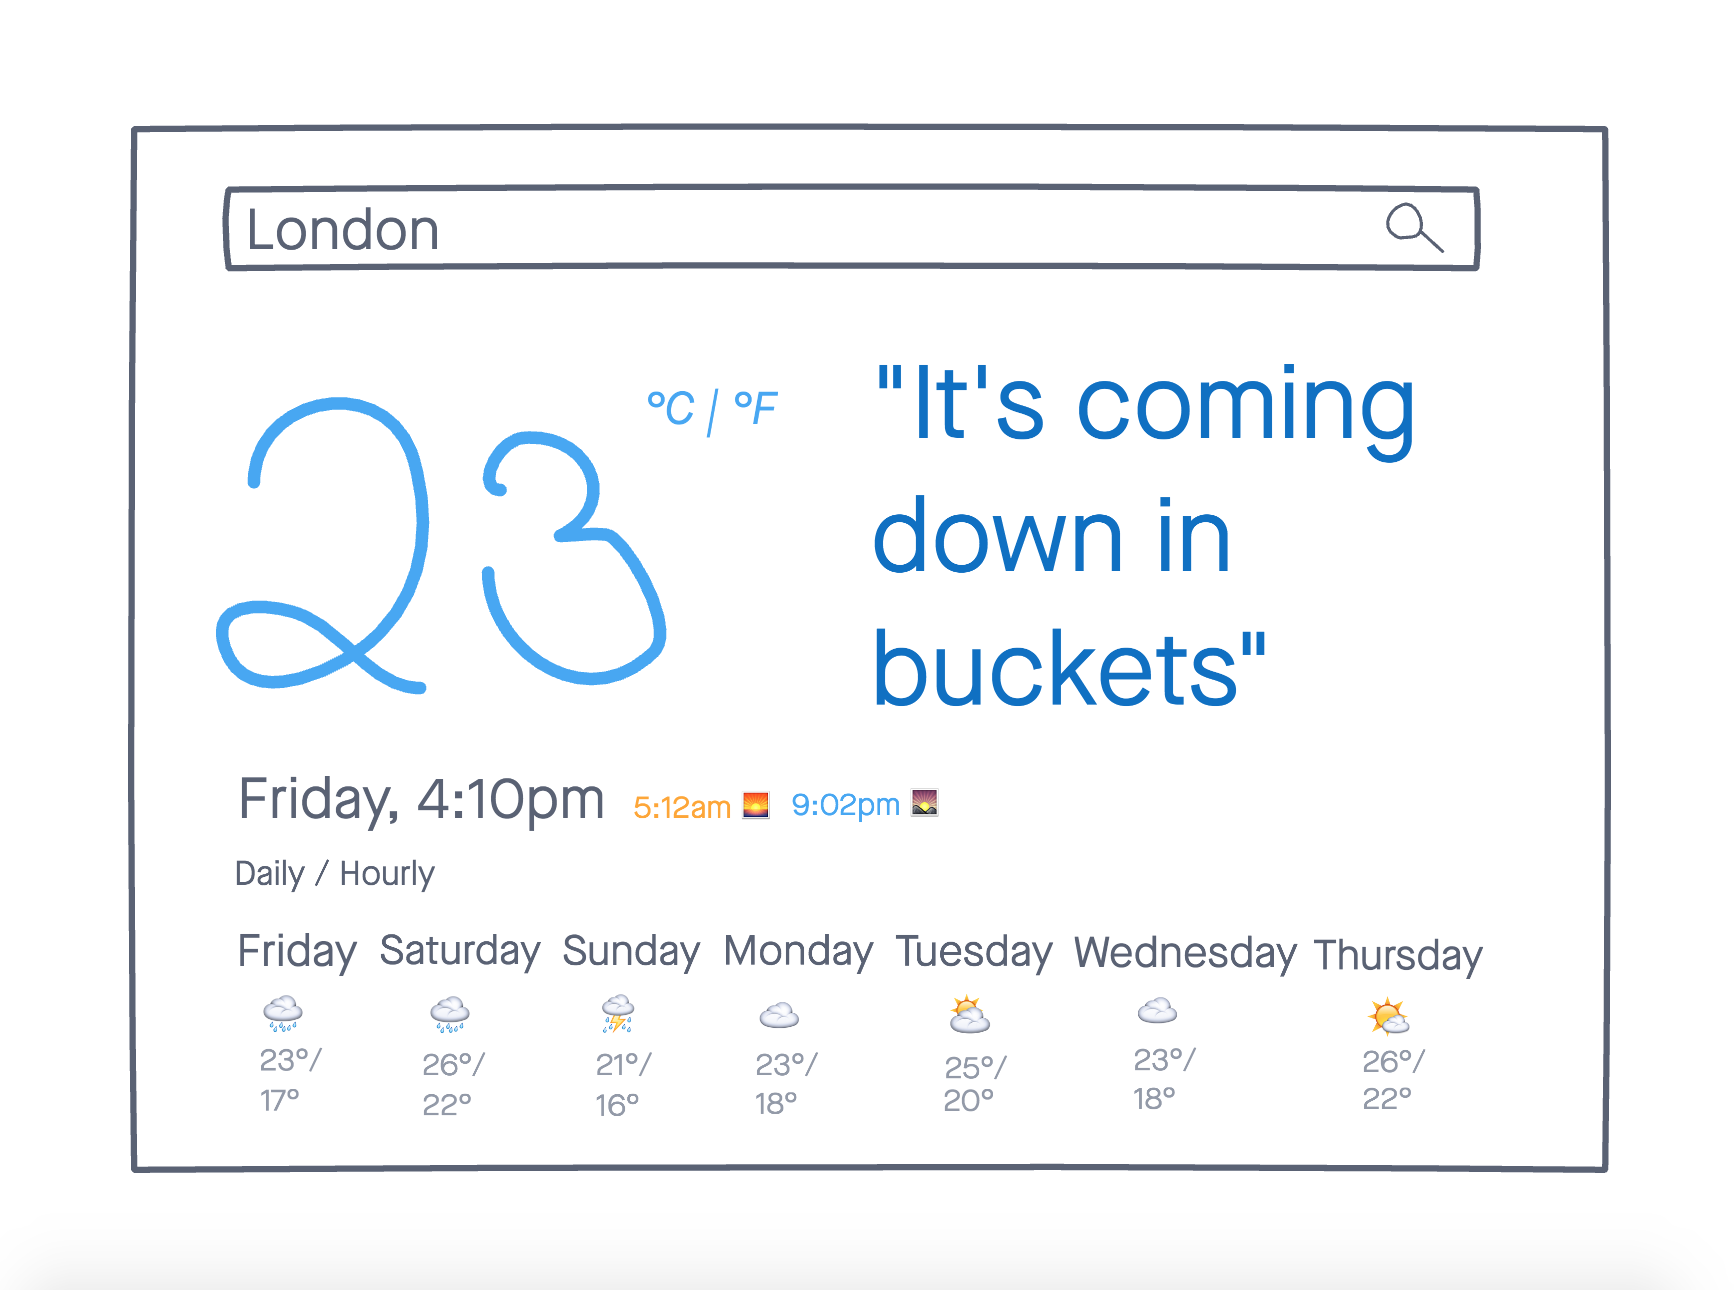 London
23 °C / °F
"It's coming
down in
buckets"
Friday, 4:10pm 5:12am 9:02pm
Daily / Hourly
Friday Saturday Sunday Monday Tuesday Wednesday Thursday
23°/ 26°/ 21°/ 23°/ 25°/ 23°/ 26°/
17° 22° 16° 18° 20° 18° 22°